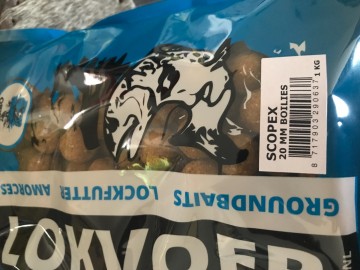 SCOPEX
20 MM BOILIES
8 717903 290637
1 KG
GROUNDBAITS LOCKFUTTER AMORCES
LOKVOER